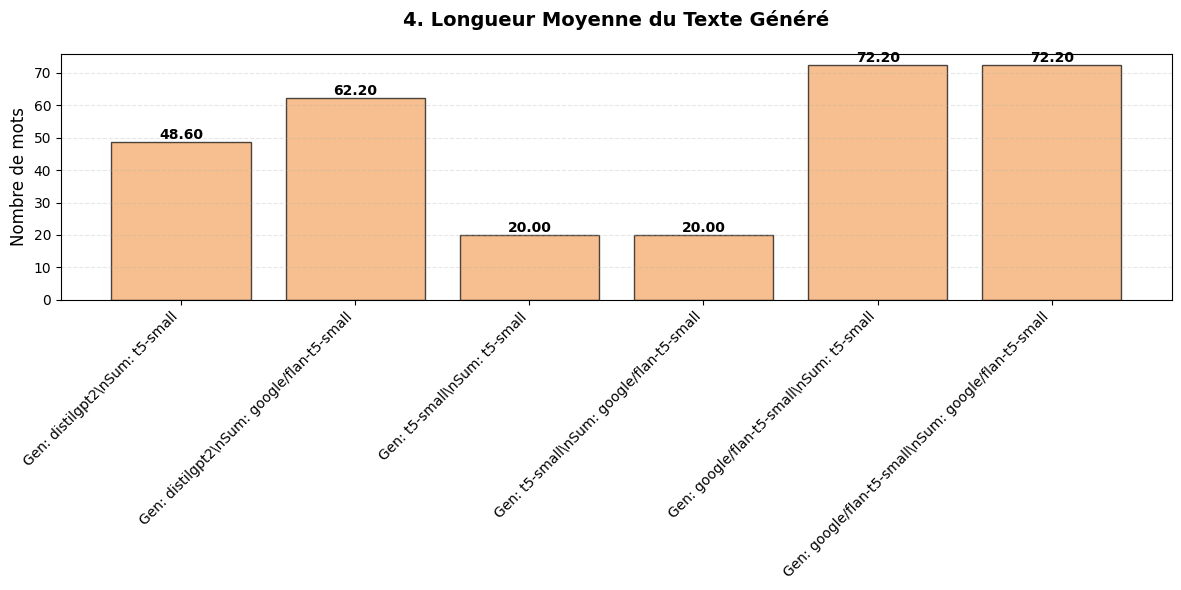 4. Longueur Moyenne du Texte Généré
Nombre de mots
70
60
50
40
30
20
10
0
48.60
62.20
20.00
20.00
72.20
72.20
Gen: distilgpt2\nSum: t5-small
Gen: distilgpt2\nSum: google/flan-t5-small
Gen: t5-small\nSum: t5-small
Gen: t5-small\nSum: google/flan-t5-small
Gen: google/flan-t5-small\nSum: t5-small
Gen: google/flan-t5-small\nSum: google/flan-t5-small